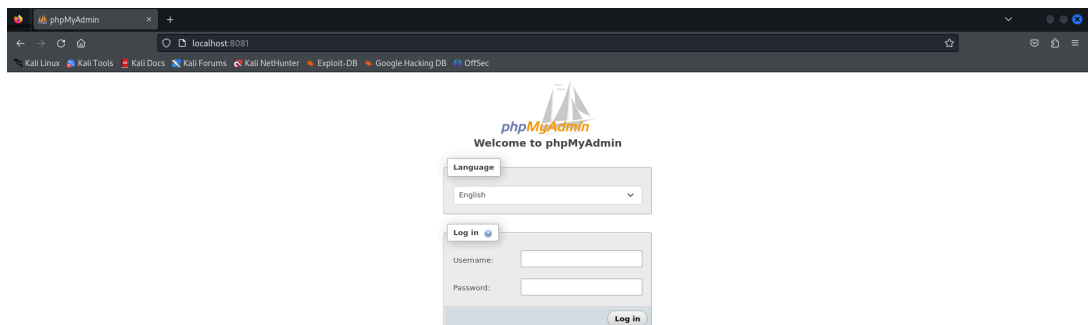 phpMyAdmin × +
localhost:8081
Kali Linux Kali Tools Kali Docs Kali Forums Kali NetHunter Exploit-DB Google Hacking DB OffSec
phpMyAdmin
Welcome to phpMyAdmin
Language
English
Log in
Username:
Password:
Log in